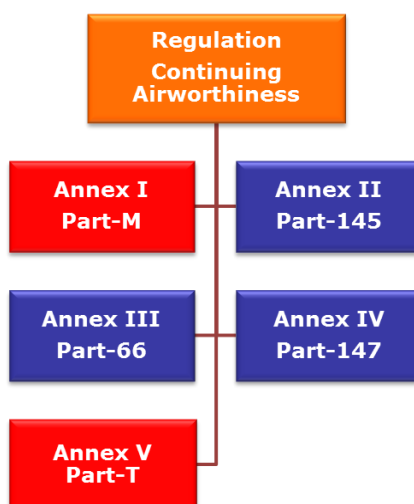 Regulation
Continuing
Airworthiness
Annex I
Part-M
Annex II
Part-145
Annex III
Part-66
Annex IV
Part-147
Annex V
Part-T